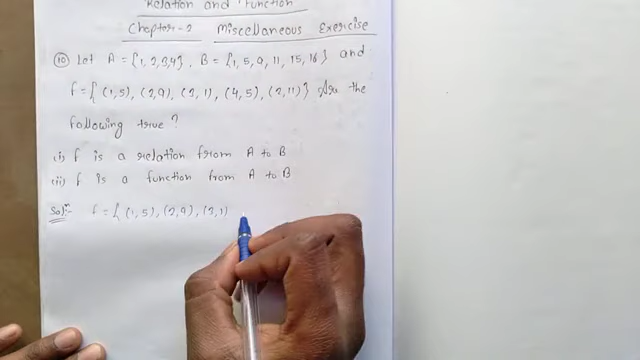 Relation and Function
Chapter-2 Miscellaneous Exercise
(10) Let A = {1,2,3,4}, B = {1, 5, 9, 11, 15, 16} and
f = { (1,5), (2,9), (3,1), (4,5), (2,11)} Are the
following true?
(i) f is a relation from A to B
(ii) f is a function from A to B
Solⁿ:- f = { (1,5), (2,9), (3,1)